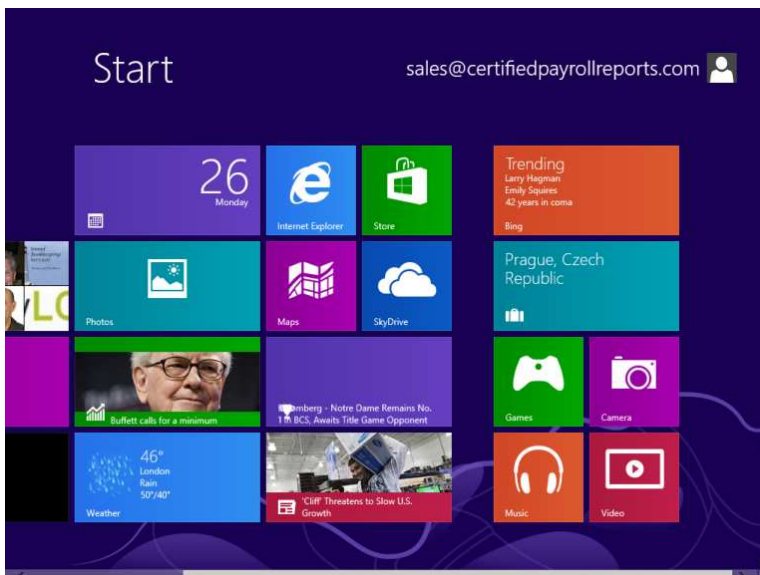 Start
sales@certifiedpayrollreports.com
26
Monday
Internet Explorer
Store
Trending
Larry Hagman
Emily Squires
42 years in coma
Bing
Photos
Maps
SkyDrive
Prague, Czech
Republic
Buffett calls for a minimum
mberg - Notre Dame Remains No.
1 in BCS, Awaits Title Game Opponent
Games
Camera
46°
London
Rain
50°/40°
Weather
'Cliff' Threatens to Slow U.S.
Growth
Music
Video